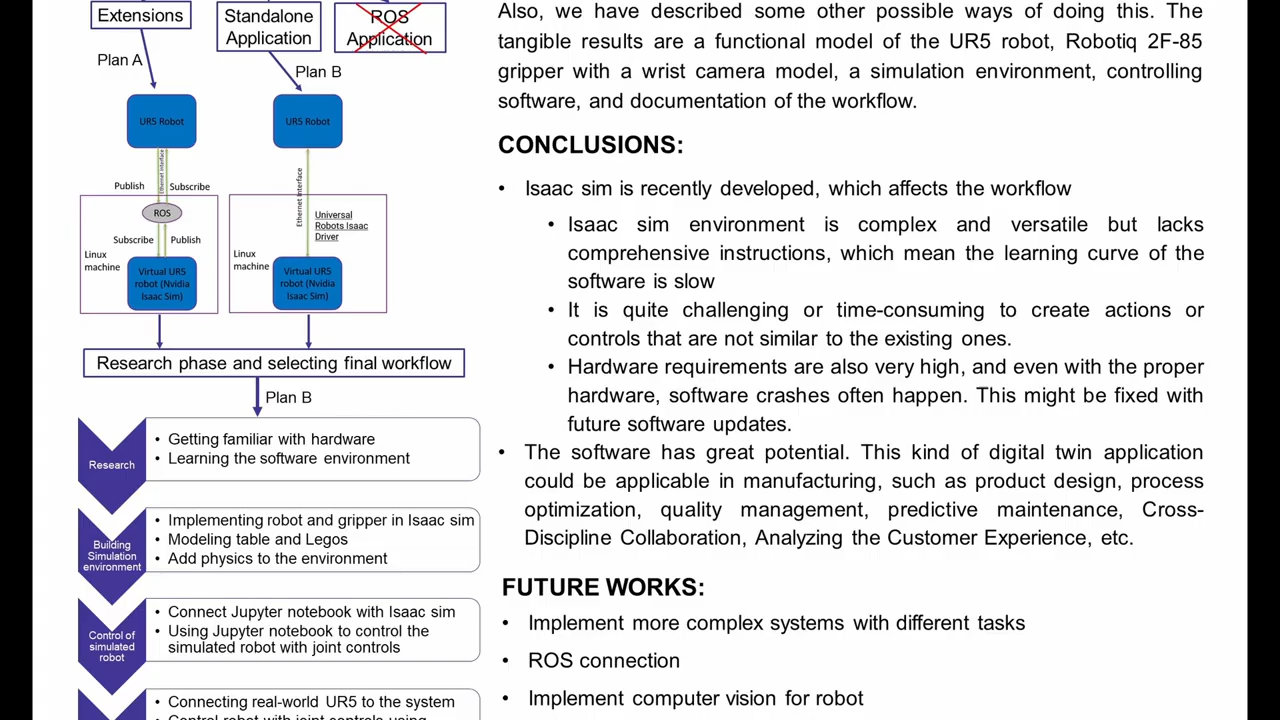 Extensions
Standalone
Application
ROS
Application
Plan A
Plan B
UR5 Robot
UR5 Robot
Ethernet interface
Ethernet Interface
Publish
Subscribe
ROS
Subscribe
Publish
Universal
Robots Isaac
Driver
Linux
machine
Linux
machine
Virtual UR5
robot (Nvidia
Isaac Sim)
Virtual UR5
robot (Nvidia
Isaac Sim)
Research phase and selecting final workflow
Plan B
Research
• Getting familiar with hardware
• Learning the software environment
Building
Simulation
environment
• Implementing robot and gripper in Isaac sim
• Modeling table and Legos
• Add physics to the environment
Control of
simulated
robot
• Connect Jupyter notebook with Isaac sim
• Using Jupyter notebook to control the
simulated robot with joint controls
• Connecting real-world UR5 to the system
Control robot with joint controls using
Also, we have described some other possible ways of doing this. The
tangible results are a functional model of the UR5 robot, Robotiq 2F-85
gripper with a wrist camera model, a simulation environment, controlling
software, and documentation of the workflow.
CONCLUSIONS:
• Isaac sim is recently developed, which affects the workflow
• Isaac sim environment is complex and versatile but lacks
comprehensive instructions, which mean the learning curve of the
software is slow
• It is quite challenging or time-consuming to create actions or
controls that are not similar to the existing ones.
• Hardware requirements are also very high, and even with the proper
hardware, software crashes often happen. This might be fixed with
future software updates.
• The software has great potential. This kind of digital twin application
could be applicable in manufacturing, such as product design, process
optimization, quality management, predictive maintenance, Cross-
Discipline Collaboration, Analyzing the Customer Experience, etc.
FUTURE WORKS:
• Implement more complex systems with different tasks
• ROS connection
• Implement computer vision for robot